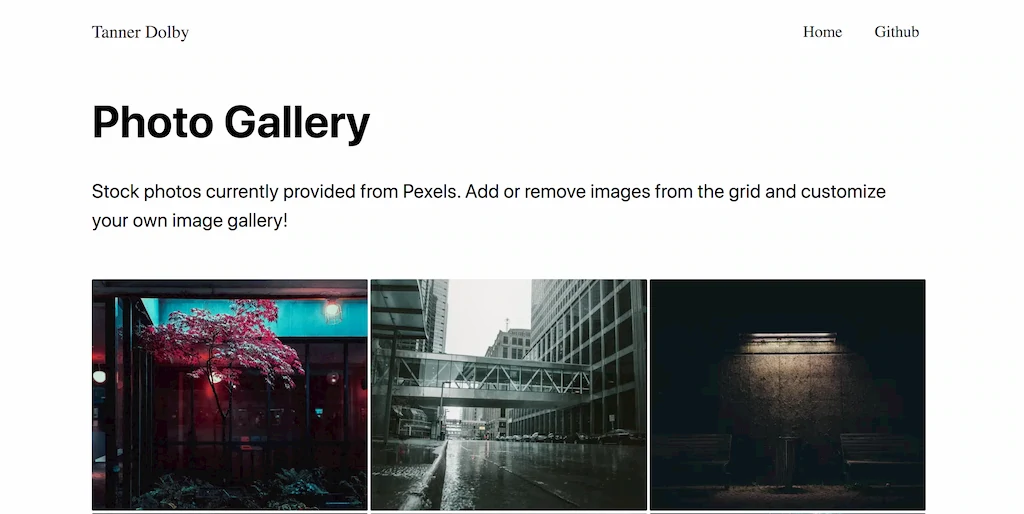 Tanner Dolby
Home
Github
Photo Gallery
Stock photos currently provided from Pexels. Add or remove images from the grid and customize
your own image gallery!